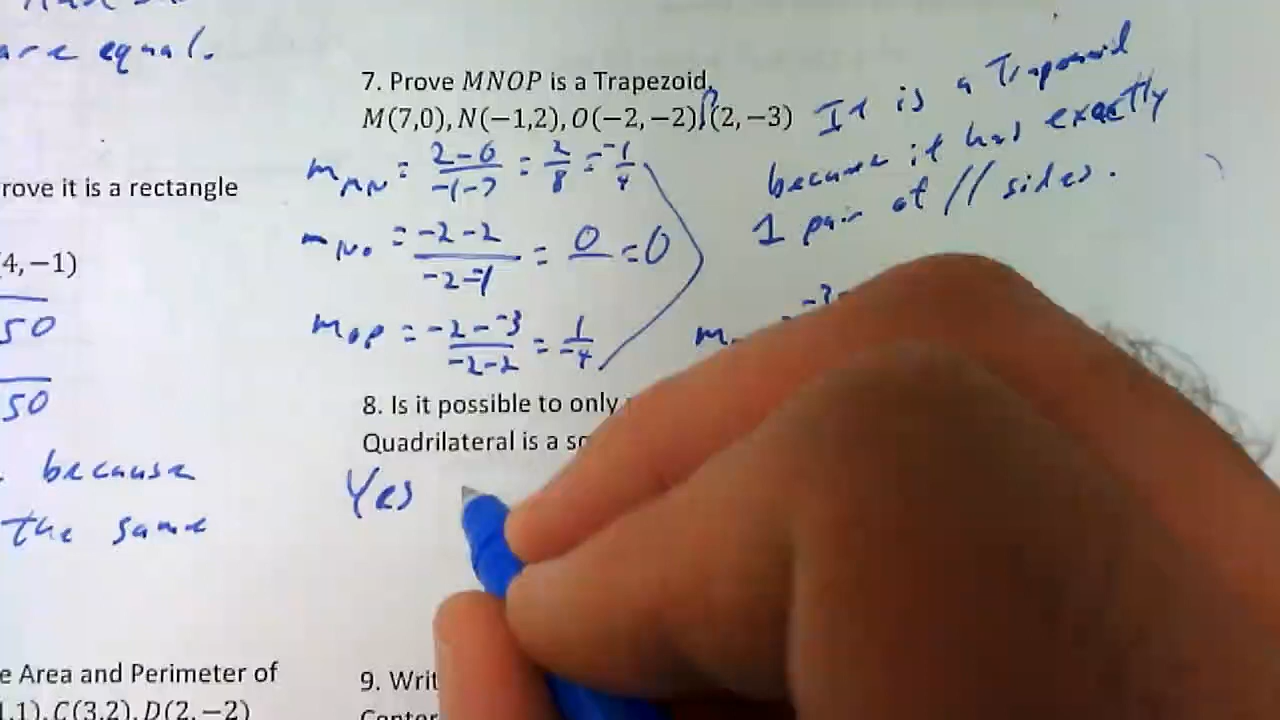 are equal.
7. Prove MNOP is a Trapezoid.
M(7,0), N(−1,2), O(−2,−2) P(2,−3)
It is a Trapezoid
because it has exactly
1 pair of // sides.
rove it is a rectangle
4,−1)
50
50
because
the same
m = 2-0 / -1-7 = 2/8 = -1/4
m = -2-2 / -2--1 = 0 = 0
m OP = -2--3 / -2-2 = 1/-4
m
8. Is it possible to only
Quadrilateral is a
Yes
e Area and Perimeter of
1,1), C(3,2), D(2,−2)
9. Writ